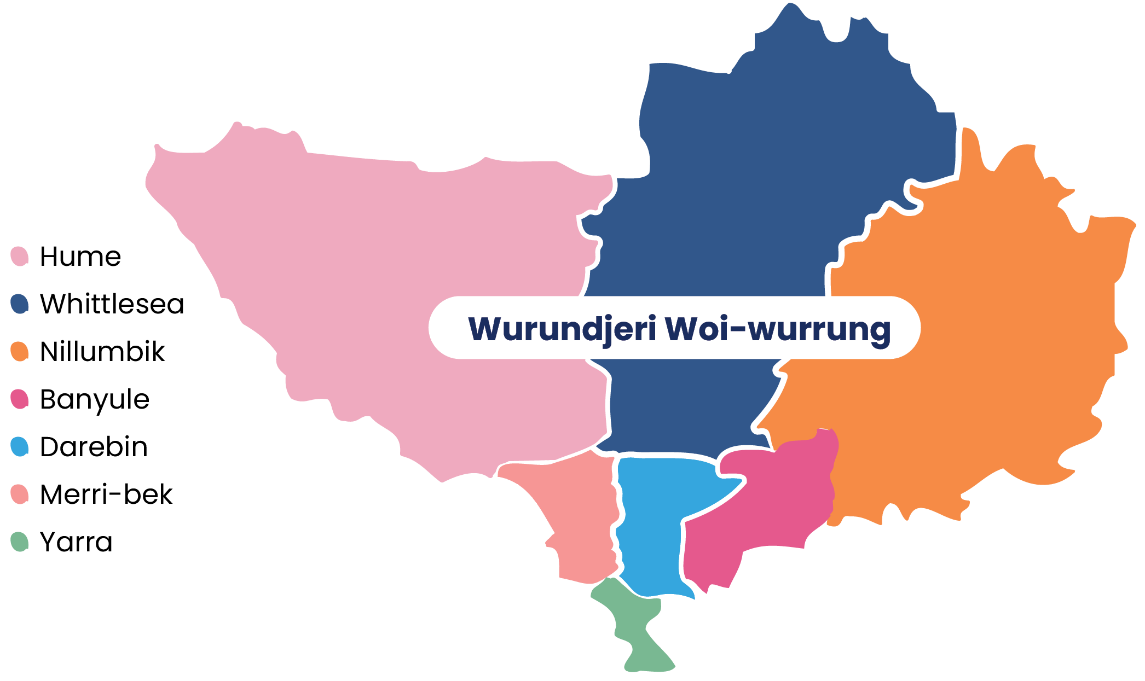 Hume
Whittlesea
Nillumbik
Banyule
Darebin
Merri-bek
Yarra
Wurundjeri Woi-wurrung